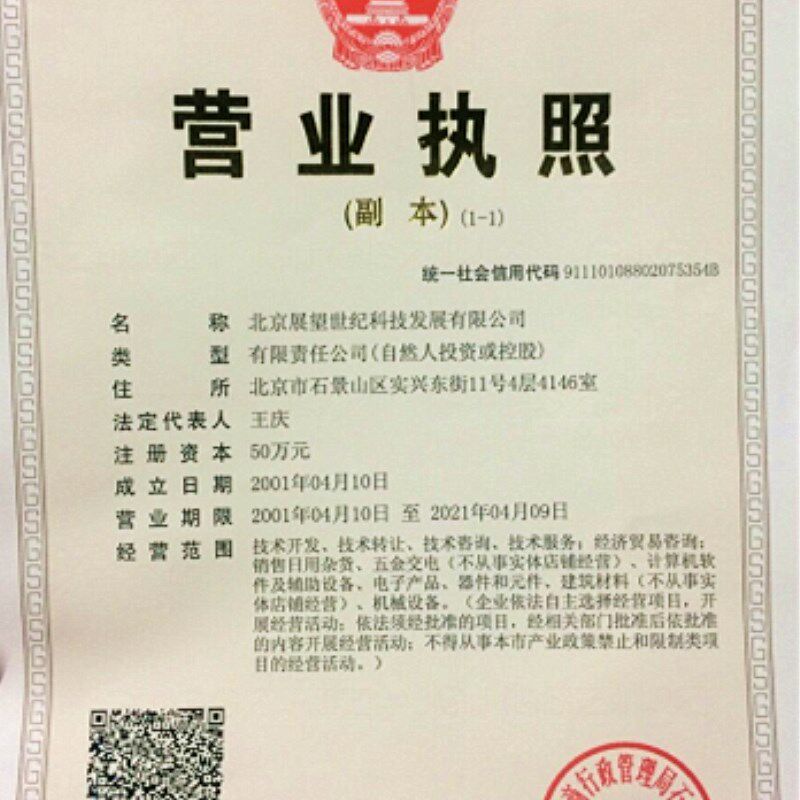 营业执照
(副 本) (1-1)
统一社会信用代码 91110108802075354B
名 称 北京展望世纪科技发展有限公司
类 型 有限责任公司(自然人投资或控股)
住 所 北京市石景山区实兴东街11号4层4146室
法定代表人 王庆
注册资本 50万元
成立日期 2001年04月10日
营业期限 2001年04月10日 至 2021年04月09日
经营范围 技术开发、技术转让、技术咨询、技术服务；经济贸易咨询；
销售日用杂货、五金交电（不从事实体店铺经营）、计算机软
件及辅助设备、电子产品、器件和元件、建筑材料（不从事实
体店铺经营）、机械设备。（企业依法自主选择经营项目，开
展经营活动；依法须经批准的项目，经相关部门批准后依批准
的内容开展经营活动；不得从事本市产业政策禁止和限制类项
目的经营活动。）
行政管理局石